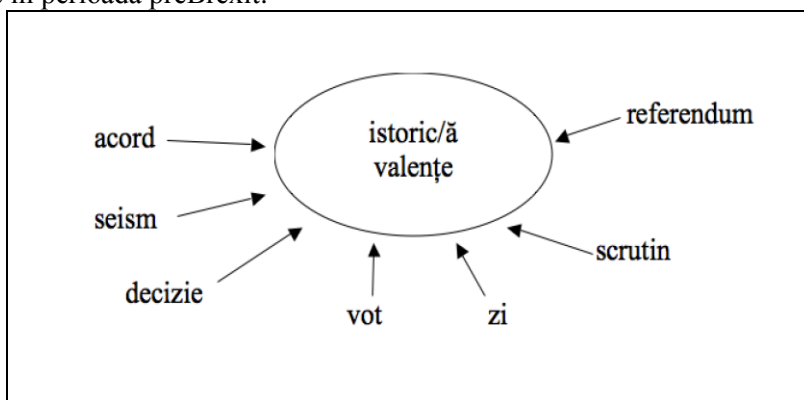 în perioada preBrexit.
referendum
istoric/ă
valențe
acord
seism
scrutin
decizie
vot
zi